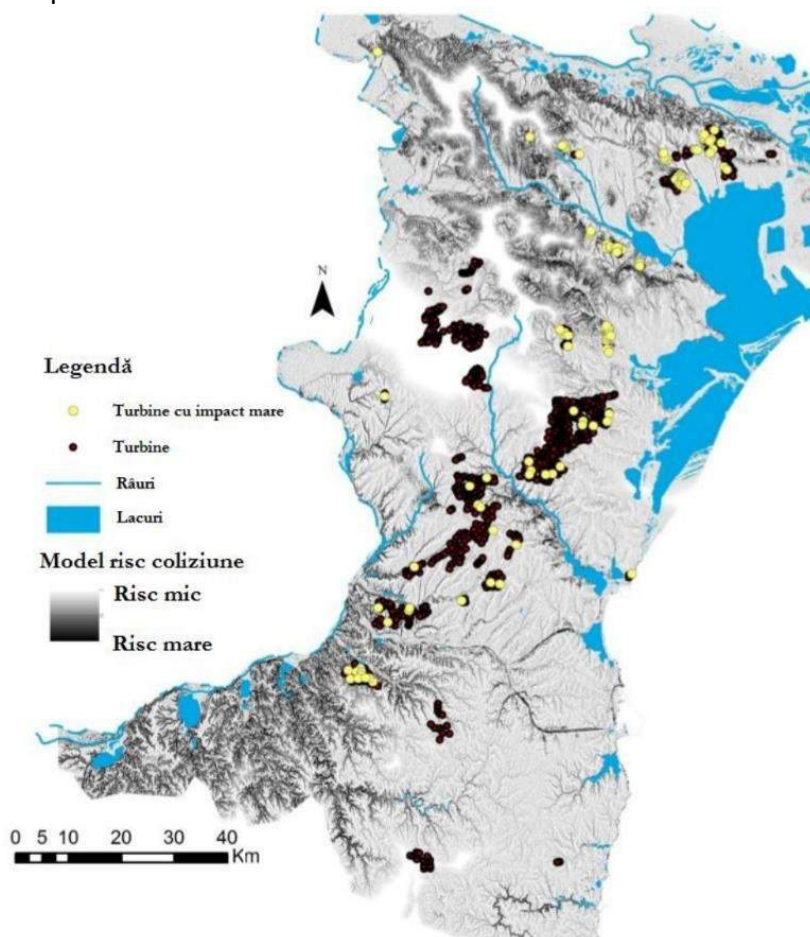 N
Legendă
Turbine cu impact mare
Turbine
Râuri
Lacuri
Model risc coliziune
Risc mic
Risc mare
0 5 10 20 30 40
Km